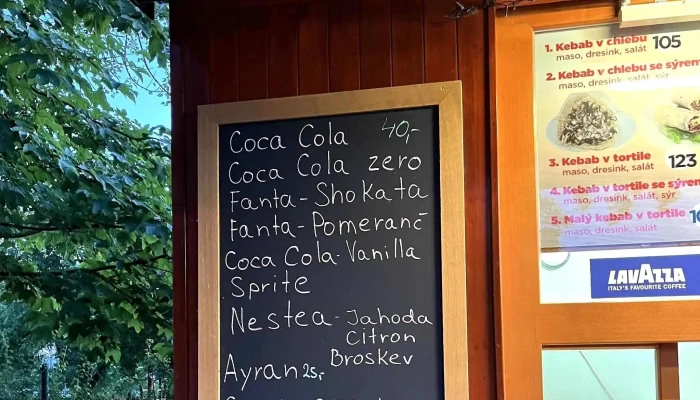 Coca Cola 40,-
Coca Cola zero
Fanta-Shokata
Fanta-Pomeranč
Coca Cola-Vanilla
Sprite
Nestea-Jahoda
Citron
Broskev
Ayran 25,-
1. Kebab v chlebu 105
maso, dresink, salát
2. Kebab v chlebu se sýrem
maso, dresink, salát, sýr
3. Kebab v tortile 123
maso, dresink, salát
4. Kebab v tortile se sýrem
maso, dresink, salát, sýr
5. Malý kebab v tortile
maso, dresink, salát
LAVAZZA
ITALY'S FAVOURITE COFFEE